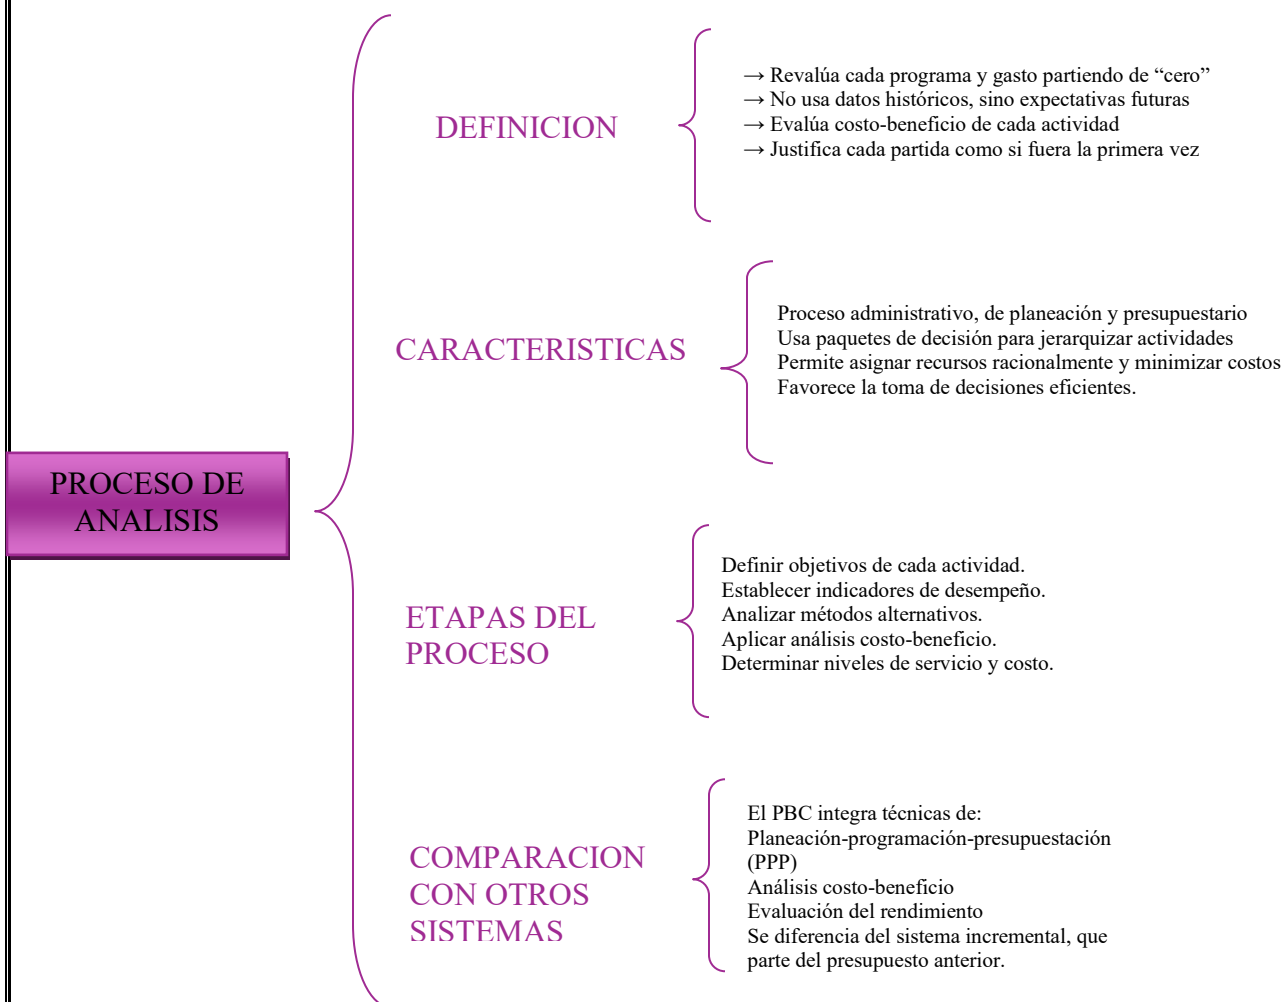 DEFINICION
→ Revalúa cada programa y gasto partiendo de “cero”
→ No usa datos históricos, sino expectativas futuras
→ Evalúa costo-beneficio de cada actividad
→ Justifica cada partida como si fuera la primera vez
CARACTERISTICAS
Proceso administrativo, de planeación y presupuestario
Usa paquetes de decisión para jerarquizar actividades
Permite asignar recursos racionalmente y minimizar costos
Favorece la toma de decisiones eficientes.
PROCESO DE
ANALISIS
ETAPAS DEL
PROCESO
Definir objetivos de cada actividad.
Establecer indicadores de desempeño.
Analizar métodos alternativos.
Aplicar análisis costo-beneficio.
Determinar niveles de servicio y costo.
COMPARACION
CON OTROS
SISTEMAS
El PBC integra técnicas de:
Planeación-programación-presupuestación
(PPP)
Análisis costo-beneficio
Evaluación del rendimiento
Se diferencia del sistema incremental, que
parte del presupuesto anterior.